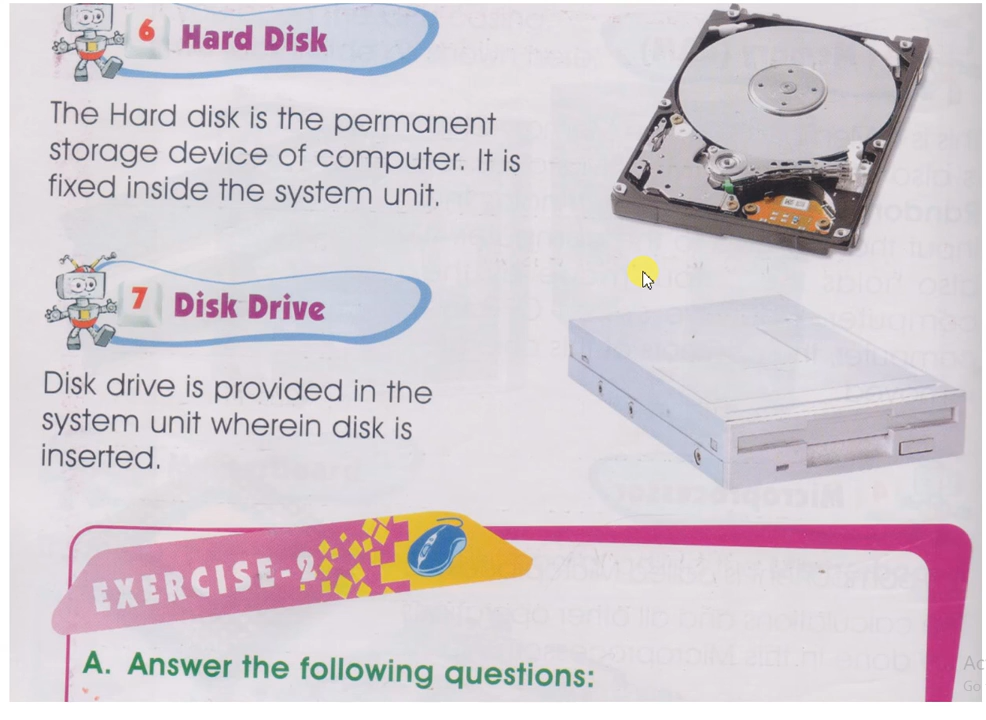 6 Hard Disk
The Hard disk is the permanent
storage device of computer. It is
fixed inside the system unit.
7 Disk Drive
Disk drive is provided in the
system unit wherein disk is
inserted.
EXERCISE-2
A. Answer the following questions:
Ac
Go